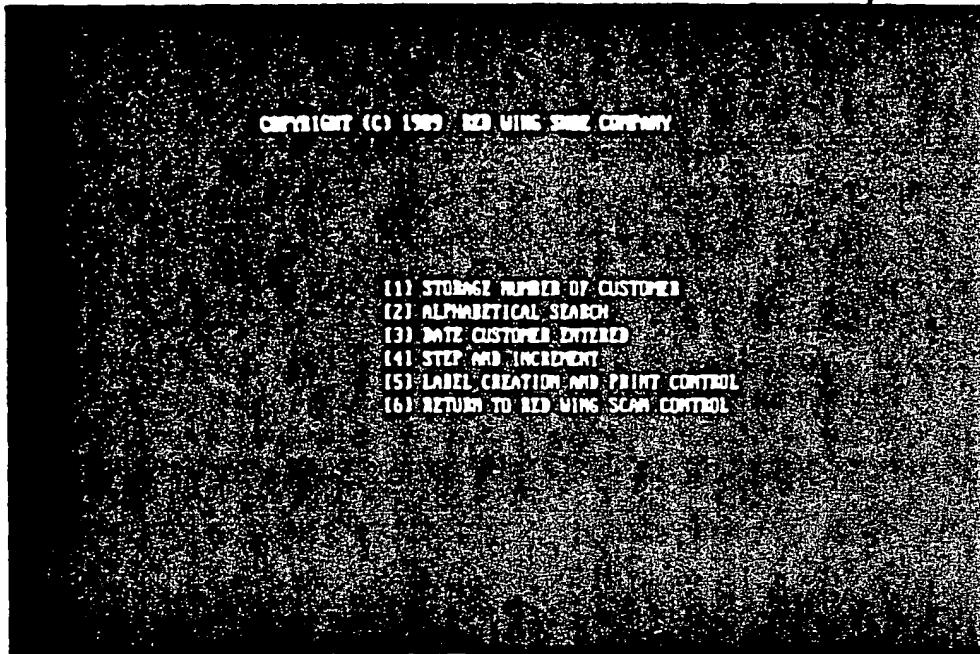 COPYRIGHT (C) 1989 RED WING SHOE COMPANY
[1] STORAGE NUMBER OF CUSTOMER
[2] ALPHABETICAL SEARCH
[3] DATE CUSTOMER ENTERED
[4] STEP AND INCREMENT
[5] LABEL CREATION AND PRINT CONTROL
[6] RETURN TO RED WING SCAM CONTROL